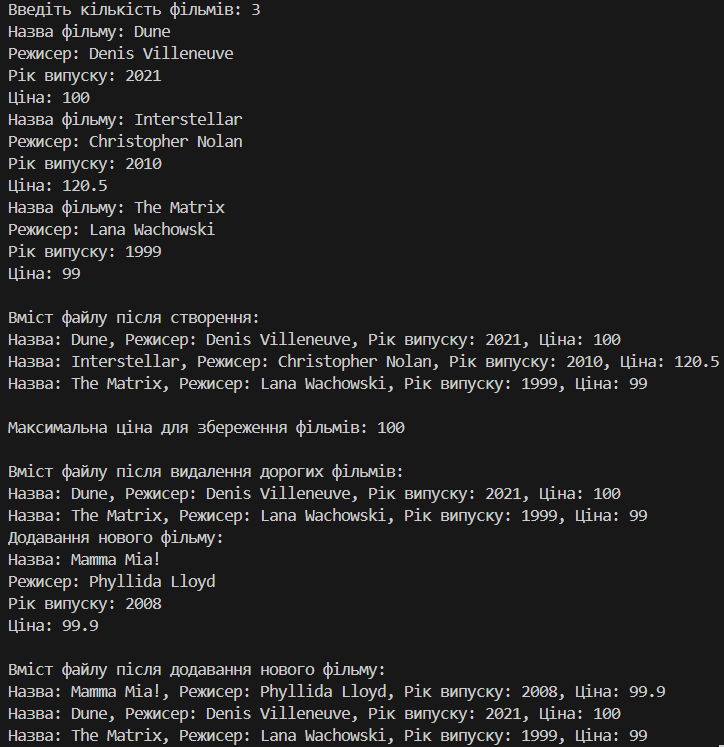 Введіть кількість фільмів: 3
Назва фільму: Dune
Режисер: Denis Villeneuve
Рік випуску: 2021
Ціна: 100
Назва фільму: Interstellar
Режисер: Christopher Nolan
Рік випуску: 2010
Ціна: 120.5
Назва фільму: The Matrix
Режисер: Lana Wachowski
Рік випуску: 1999
Ціна: 99

Вміст файлу після створення:
Назва: Dune, Режисер: Denis Villeneuve, Рік випуску: 2021, Ціна: 100
Назва: Interstellar, Режисер: Christopher Nolan, Рік випуску: 2010, Ціна: 120.5
Назва: The Matrix, Режисер: Lana Wachowski, Рік випуску: 1999, Ціна: 99

Максимальна ціна для збереження фільмів: 100

Вміст файлу після видалення дорогих фільмів:
Назва: Dune, Режисер: Denis Villeneuve, Рік випуску: 2021, Ціна: 100
Назва: The Matrix, Режисер: Lana Wachowski, Рік випуску: 1999, Ціна: 99
Додавання нового фільму:
Назва: Mamma Mia!
Режисер: Phyllida Lloyd
Рік випуску: 2008
Ціна: 99.9

Вміст файлу після додавання нового фільму:
Назва: Mamma Mia!, Режисер: Phyllida Lloyd, Рік випуску: 2008, Ціна: 99.9
Назва: Dune, Режисер: Denis Villeneuve, Рік випуску: 2021, Ціна: 100
Назва: The Matrix, Режисер: Lana Wachowski, Рік випуску: 1999, Ціна: 99